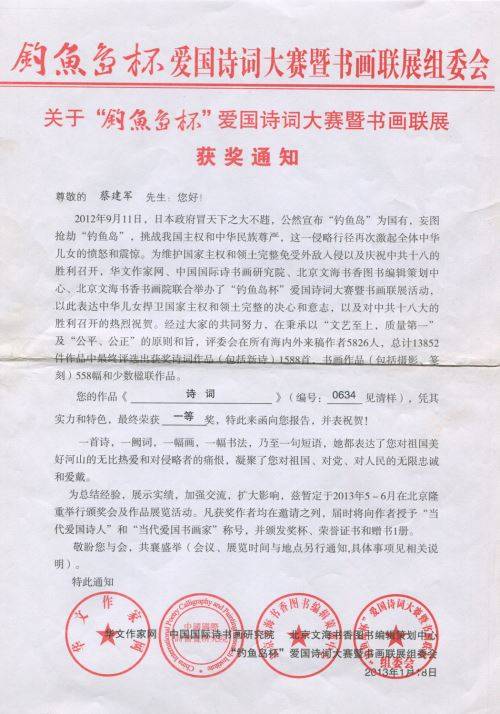 钓鱼岛杯 爱国诗词大赛暨书画联展组委会
关于“钓鱼岛杯”爱国诗词大赛暨书画联展
获奖通知
尊敬的 蔡建军 先生：您好！
2012年9月11日，日本政府冒天下之大不韪，公然宣布“钓鱼岛”为国有，妄图
抢劫“钓鱼岛”，挑战我国主权和中华民族尊严，这一侵略行径再次激起全体中华
儿女的愤怒和震惊。为维护国家主权和领土完整免受外敌人侵以及庆祝中共十八的
胜利召开，华文作家网、中国国际诗书画研究院、北京文海书香图书编辑策划中
心、北京文海书香书画院联合举办了“钓鱼岛杯”爱国诗词大赛暨书画联展活动，
以此表达中华儿女捍卫国家主权和领土完整的决心和意志，以及对中共十八大的
胜利召开的热烈祝贺。经过大家的共同努力，在秉承以“文艺至上，质量第一”
及“公平、公正”的原则和旨，评委会在所有海内外来稿作者5826人，总计13852
件作品中最终评选出获奖诗词作品（包括新诗）1588首，书画作品（包括摄影、篆
刻）558幅和少数楹联作品。
您的作品《 诗 词 》（编号：0634 见清样），凭其
实力和特色，最终荣获 一等 奖，特此来函向您报告，并表祝贺！
一首诗，一阙词，一幅画，一幅书法，乃至一句短语，她都表达了您对祖国美
好河山的无比热爱和对侵略者的痛恨，凝聚了您对祖国、对党、对人民的无限忠诚
和爱戴。
为总结经验，展示实绩，加强交流，扩大影响，兹暂定于2013年5－6月在北京隆
重举行颁奖会及作品展览活动。凡获奖作者均在邀请之列，届时将向作者授予“当
代爱国诗人”和“当代爱国书画家”称号，并颁发奖杯、荣誉证书和赠书1册。
敬盼您与会，共襄盛举（会议、展览时间与地点另行通知,具体事项见相关说
明）。
特此通知
华文作家网 中国国际诗书画研究院 北京文海书香图书编辑策划中心
“钓鱼岛杯”爱国诗词大赛暨书画联展组委会
2013年1月18日